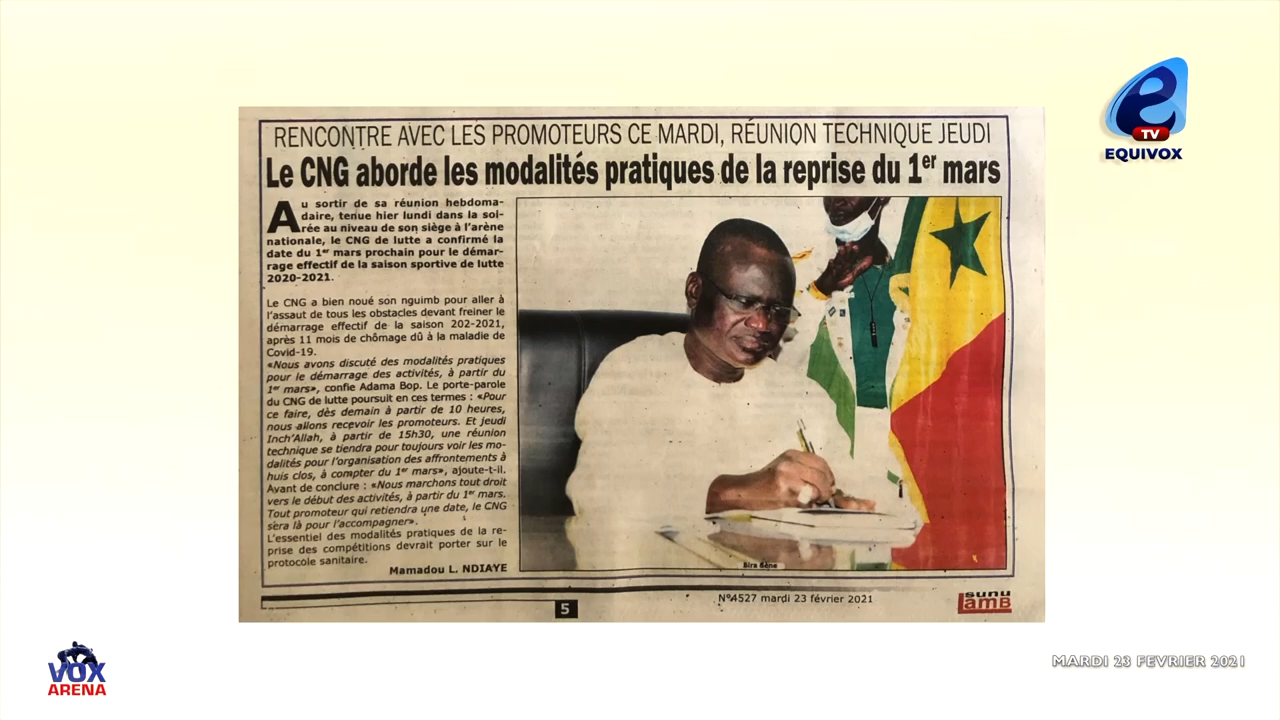 TV
EQUIVOX
RENCONTRE AVEC LES PROMOTEURS CE MARDI, RÉUNION TECHNIQUE JEUDI
Le CNG aborde les modalités pratiques de la reprise du 1er mars
Au sortir de sa réunion hebdoma-
daire, tenue hier lundi dans la soi-
rée au niveau de son siège à l'arène
nationale, le CNG de lutte a confirmé la
date du 1er mars prochain pour le démar-
rage effectif de la saison sportive de lutte
2020-2021.
Le CNG a bien noué son nguimb pour aller à
l'assaut de tous les obstacles devant freiner le
démarrage effectif de la saison 202-2021,
après 11 mois de chômage dû à la maladie de
Covid-19.
«Nous avons discuté des modalités pratiques
pour le démarrage des activités, à partir du
1er mars», confie Adama Bop. Le porte-parole
du CNG de lutte poursuit en ces termes : «Pour
ce faire, dès demain à partir de 10 heures,
nous allons recevoir les promoteurs. Et jeudi
Inch'Allah, à partir de 15h30, une réunion
technique se tiendra pour toujours voir les mo-
dalités pour l'organisation des affrontements à
huis clos, à compter du 1er mars», ajoute-t-il.
Avant de conclure : «Nous marchons tout droit
vers le début des activités, à partir du 1er mars.
Tout promoteur qui retiendra une date, le CNG
sera là pour l'accompagner».
L'essentiel des modalités pratiques de la re-
prise des compétitions devrait porter sur le
protocole sanitaire.
Mamadou L. NDIAYE
Bira Sène
5
N°4527 mardi 23 février 2021
sunu
Lamb
VOX
ARENA
MARDI 23 FEVRIER 2021